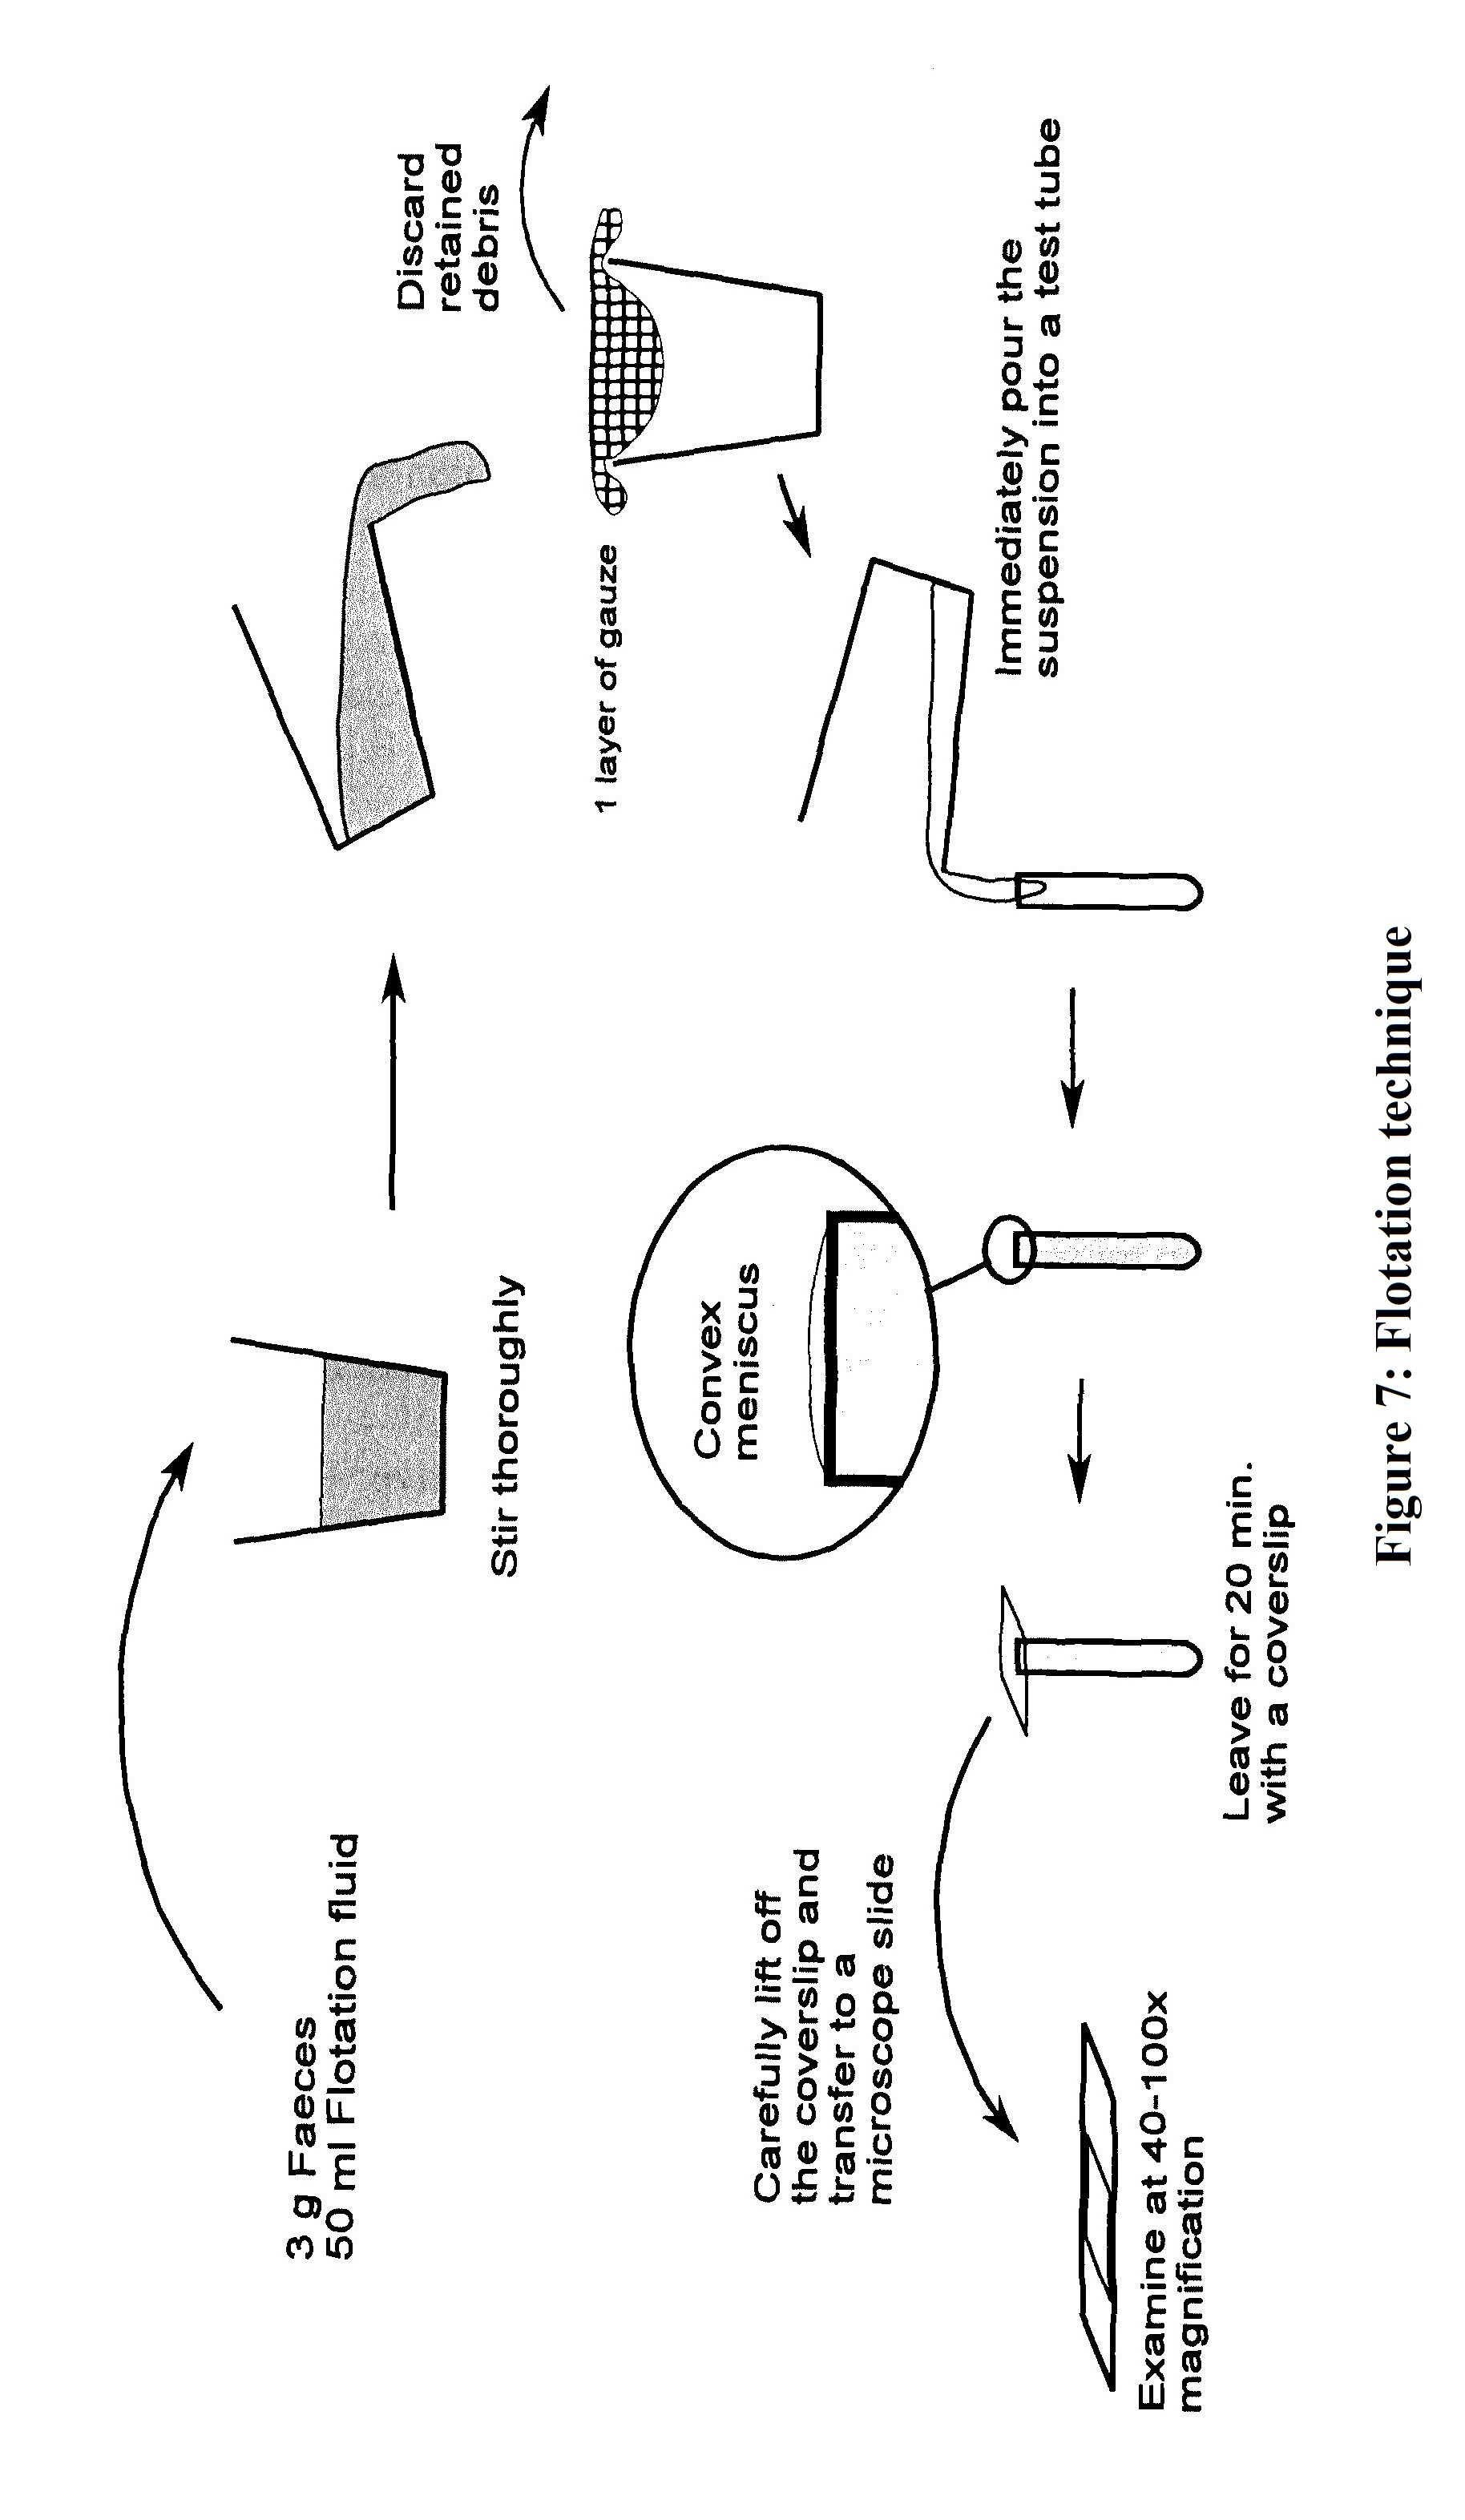 3 g Faeces
50 ml Flotation fluid
Stir thoroughly
Discard
retained
debris
1 layer of gauze
Immediately pour the
suspension into a test tube
Convex
meniscus
Leave for 20 min.
with a coverslip
Carefully lift off
the coverslip and
transfer to a
microscope slide
Examine at 40-100x
magnification
Figure 7: Flotation technique